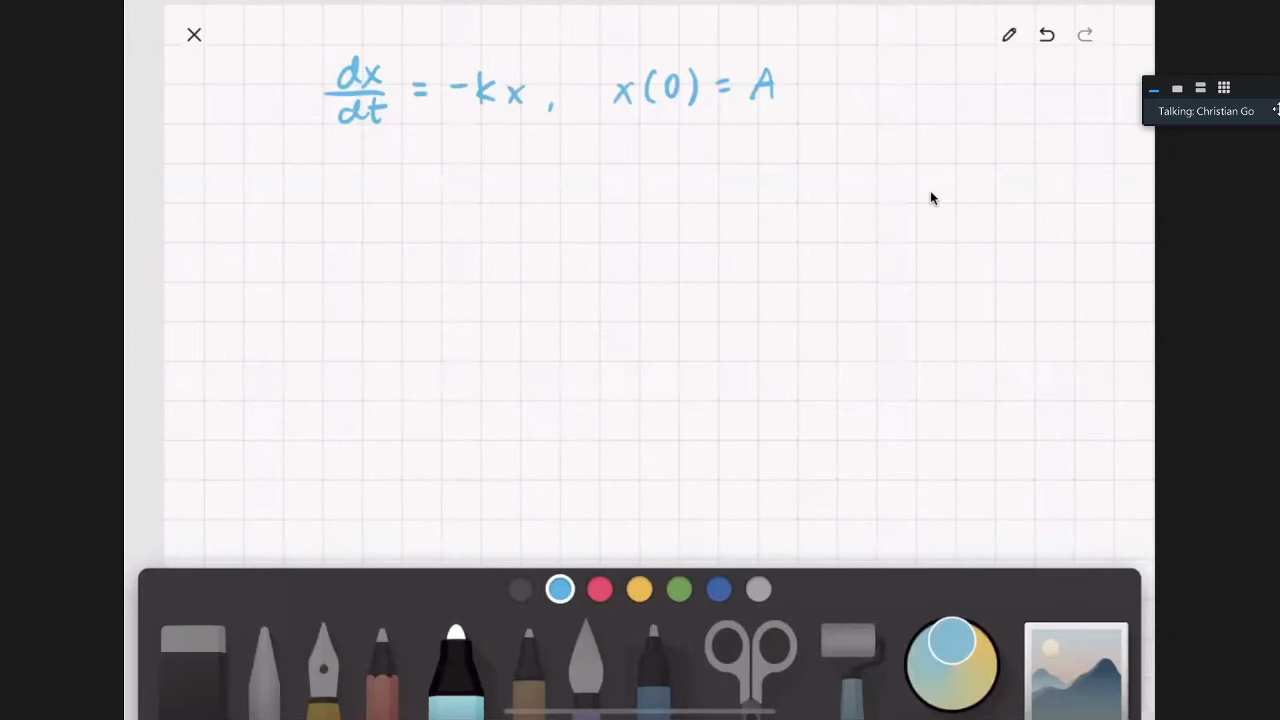 dx/dt = -kx, x(0) = A
Talking: Christian Go